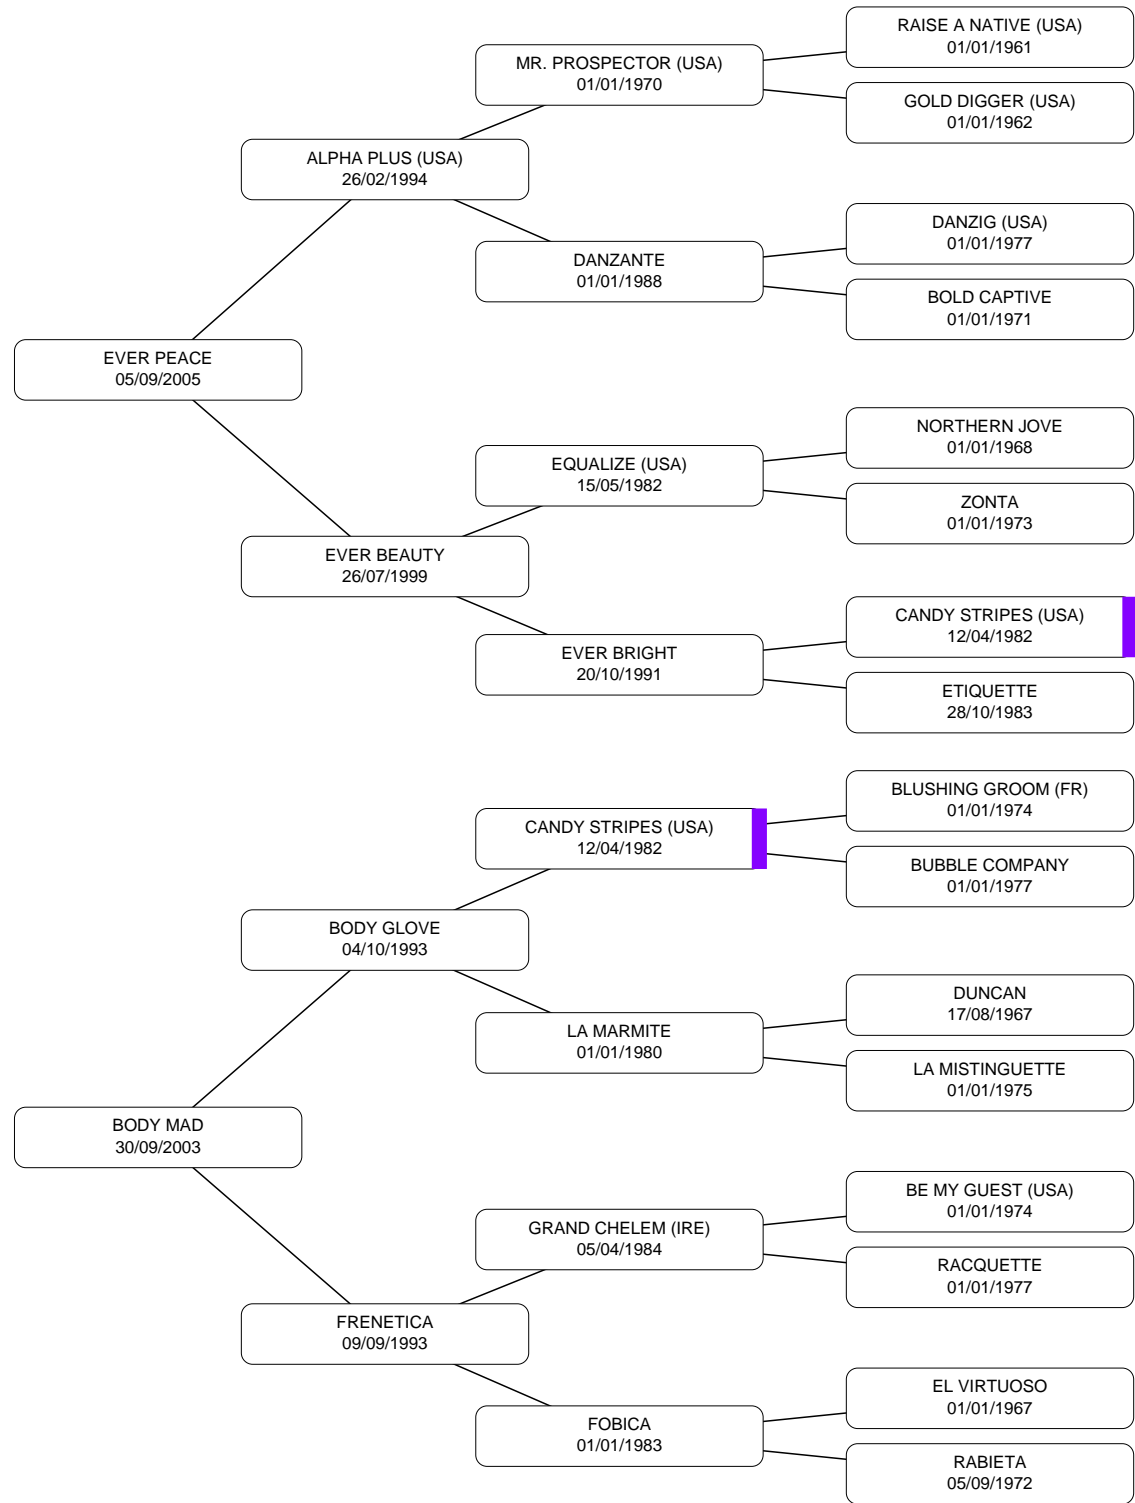 RAISE A NATIVE (USA)
01/01/1961
MR. PROSPECTOR (USA)
01/01/1970
GOLD DIGGER (USA)
01/01/1962
ALPHA PLUS (USA)
26/02/1994
DANZIG (USA)
01/01/1977
DANZANTE
01/01/1988
BOLD CAPTIVE
01/01/1971
EVER PEACE
05/09/2005
NORTHERN JOVE
01/01/1968
EQUALIZE (USA)
15/05/1982
ZONTA
01/01/1973
EVER BEAUTY
26/07/1999
CANDY STRIPES (USA)
12/04/1982
EVER BRIGHT
20/10/1991
ETIQUETTE
28/10/1983
BLUSHING GROOM (FR)
01/01/1974
CANDY STRIPES (USA)
12/04/1982
BUBBLE COMPANY
01/01/1977
BODY GLOVE
04/10/1993
DUNCAN
17/08/1967
LA MARMITE
01/01/1980
LA MISTINGUETTE
01/01/1975
BODY MAD
30/09/2003
BE MY GUEST (USA)
01/01/1974
GRAND CHELEM (IRE)
05/04/1984
RACQUETTE
01/01/1977
FRENETICA
09/09/1993
EL VIRTUOSO
01/01/1967
FOBICA
01/01/1983
RABIETA
05/09/1972